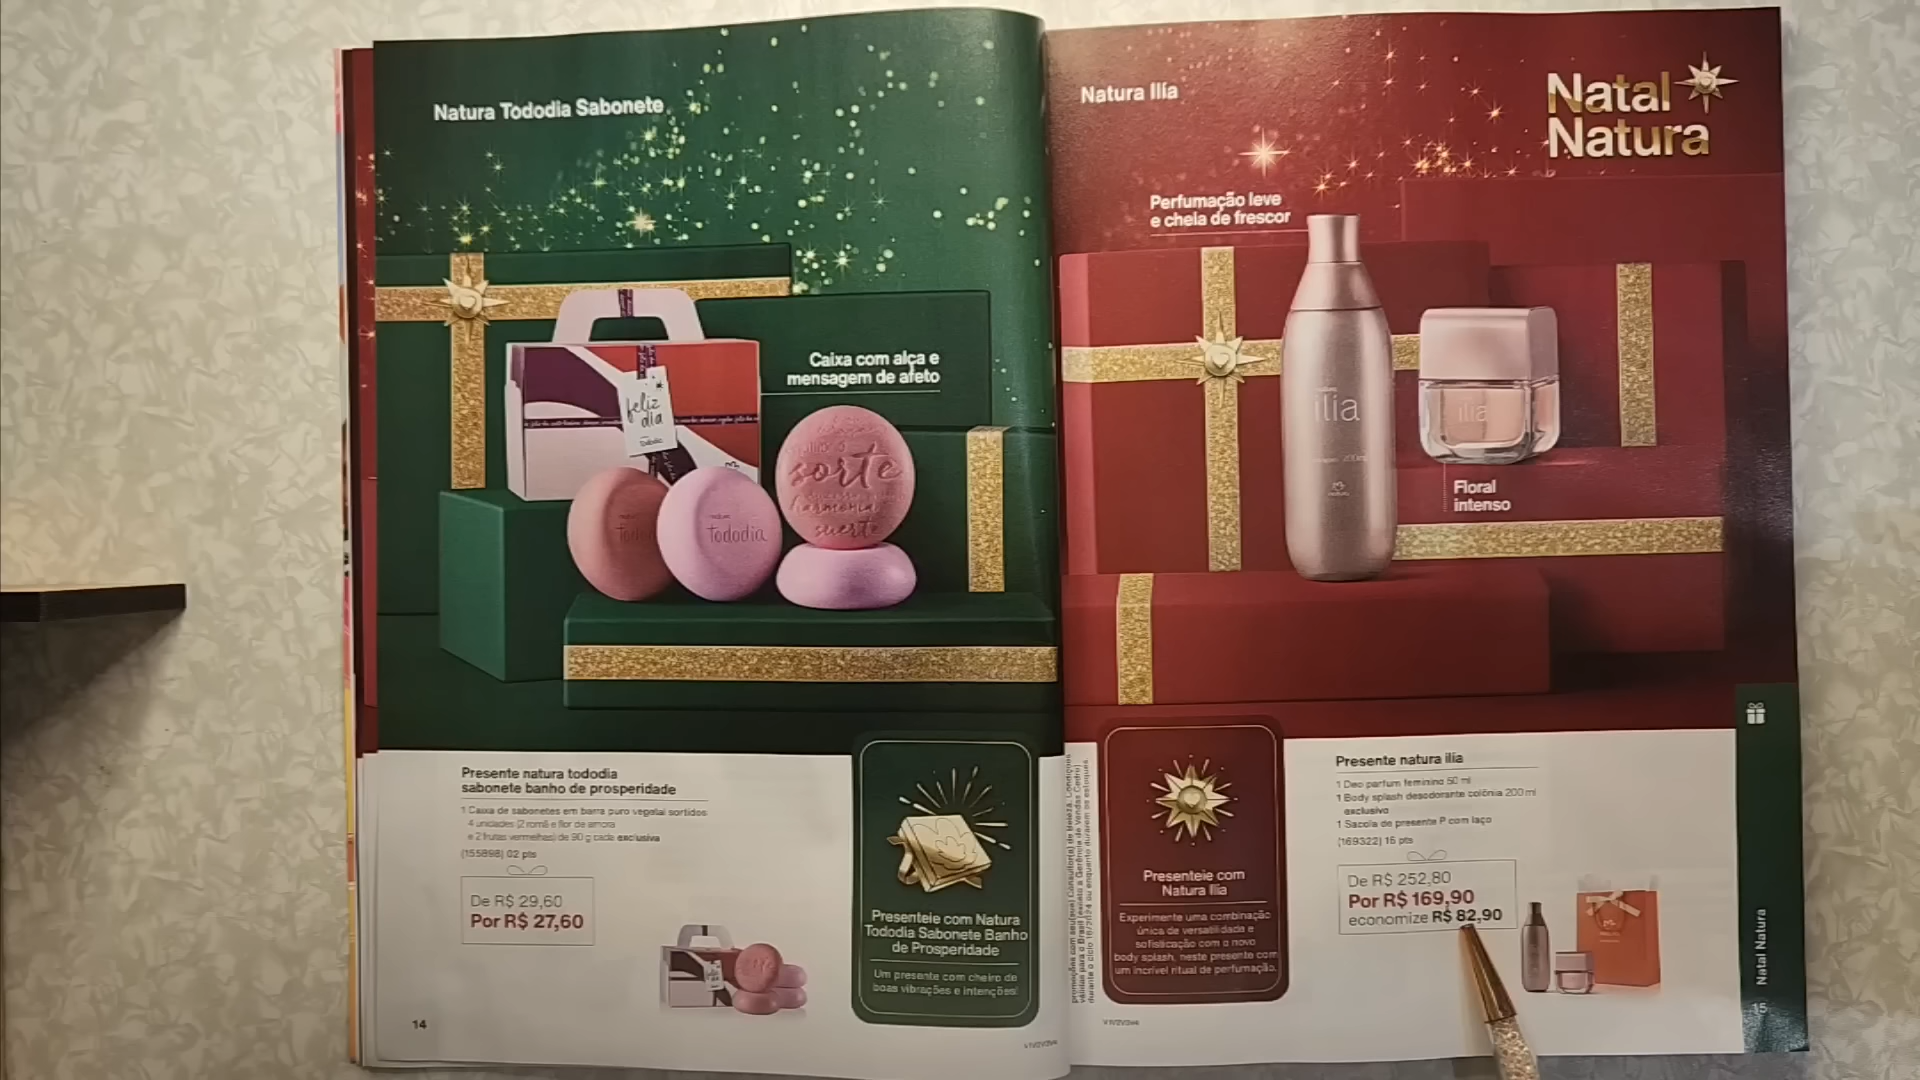 Natura Tododia Sabonete
Caixa com alça e
mensagem de afeto
feliz
dia
tododia
natura
Tododia
sorte
harmonia
suerte
Presente natura tododia
sabonete banho de prosperidade
1 Caixa de sabonetes em barra puro vegetal sortidos
4 unidades (2 romã e flor de amora
e 2 frutas vermelhas) de 90 g cada exclusiva
(155898) 02 pts
De R$ 29,60
Por R$ 27,60
Presenteie com Natura
Tododia Sabonete Banho
de Prosperidade
Um presente com cheiro de
boas vibrações e intenções!
14
Natura Ilía
Natal
Natura
Perfumação leve
e cheia de frescor
ilía
natura
ilía
Floral
intenso
Presenteie com
Natura Ilía
Experimente uma combinação
única de versatilidade e
sofisticação com o novo
body splash, neste presente com
um incrível ritual de perfumação.
Presente natura ilía
1 Deo parfum feminino 50 ml
1 Body splash desodorante colônia 200 ml
exclusivo
1 Sacola de presente P com laço
(169322) 16 pts
De R$ 252,80
Por R$ 169,90
economize R$ 82,90
Natal Natura
15